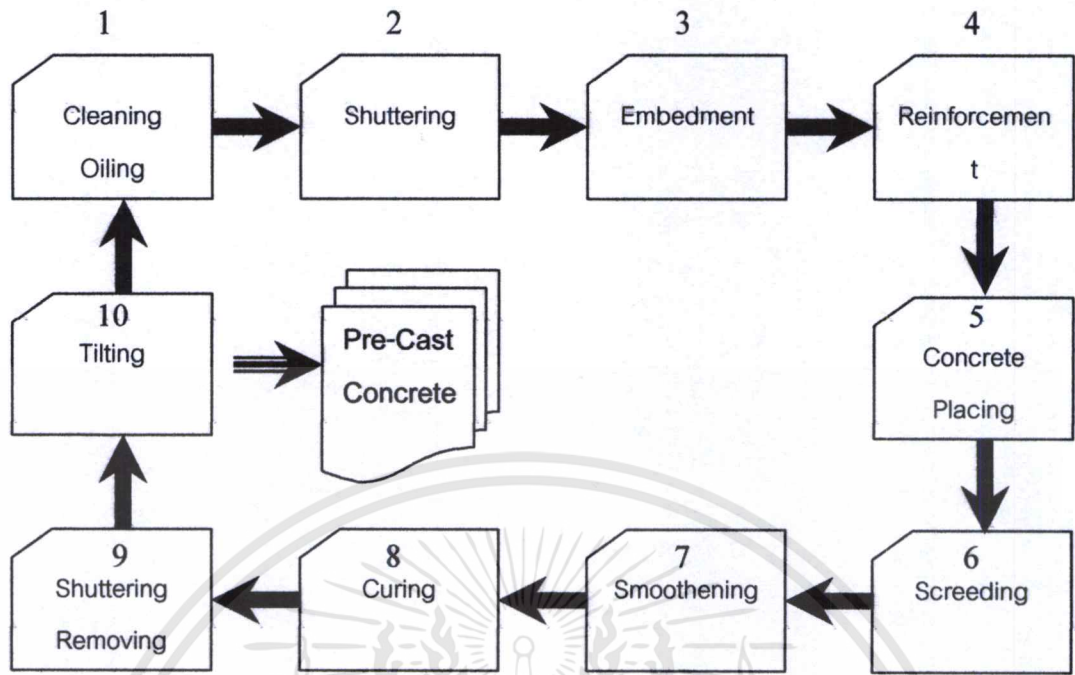 1
Cleaning
Oiling
2
Shuttering
3
Embedment
4
Reinforcemen
t
5
Concrete
Placing
6
Screeding
7
Smoothening
8
Curing
9
Shuttering
Removing
10
Tilting
Pre-Cast
Concrete